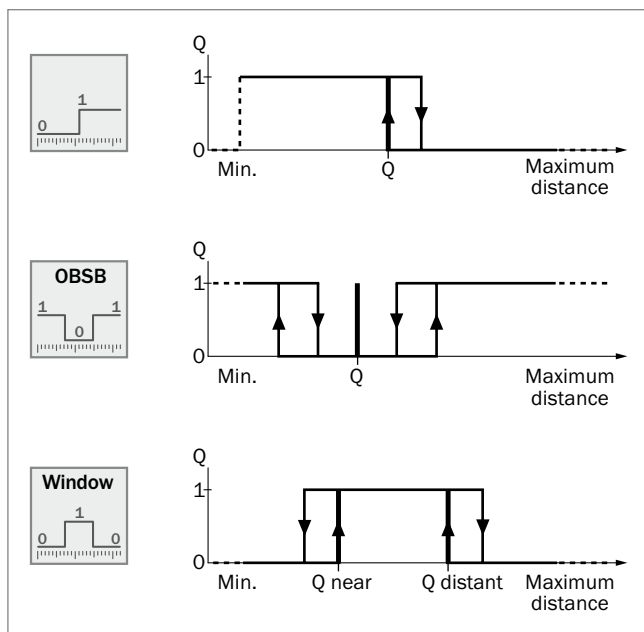 Q
1
0
1
0
Min.
Q
Maximum
distance
OBSB
1
1
0
Q
1
0
Min.
Q
Maximum
distance
Window
1
0
0
Q
1
0
Min.
Q near
Q distant
Maximum
distance